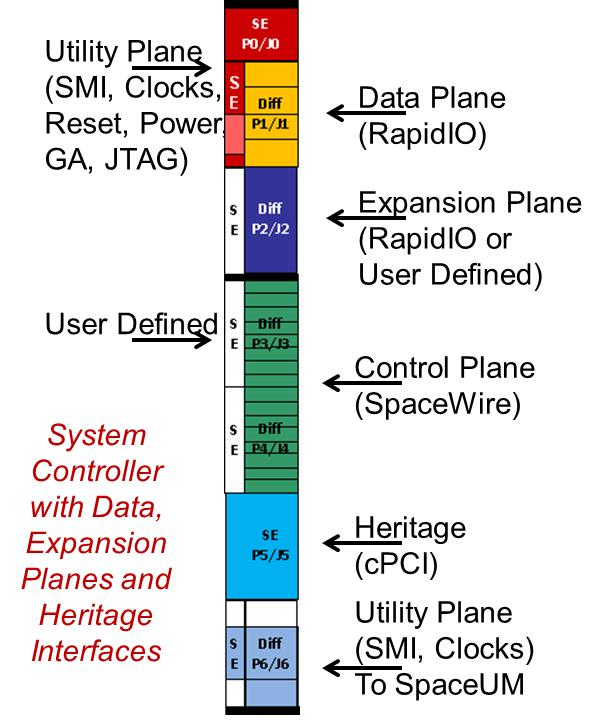 SE
P0/J0
Utility Plane
(SMI, Clocks,
Reset, Power,
GA, JTAG)
S
E
Diff
P1/J1
Data Plane
(RapidIO)
S
E
Diff
P2/J2
Expansion Plane
(RapidIO or
User Defined)
User Defined
S
E
Diff
P3/J3
Control Plane
(SpaceWire)
S
E
Diff
P4/J4
System
Controller
with Data,
Expansion
Planes and
Heritage
Interfaces
SE
P5/J5
Heritage
(cPCI)
S
E
Diff
P6/J6
Utility Plane
(SMI, Clocks)
To SpaceUM